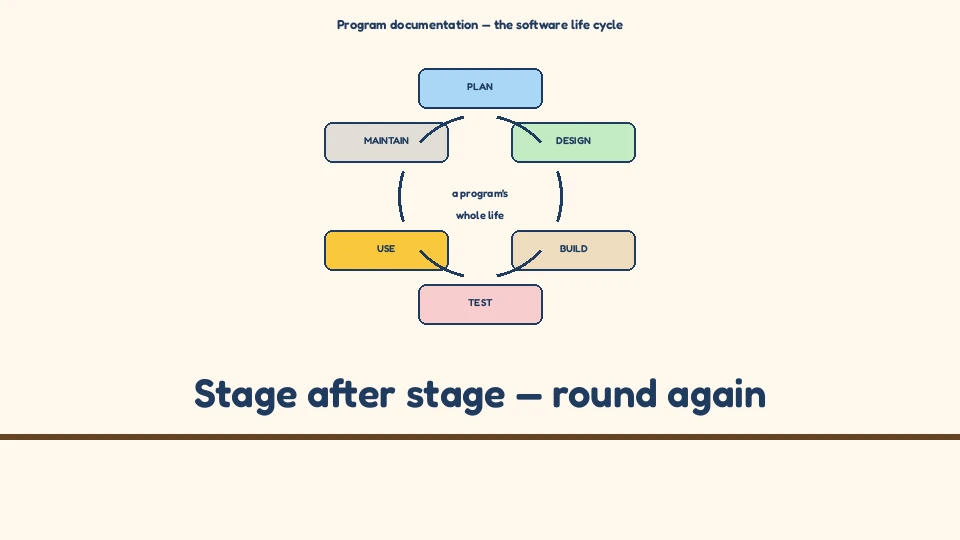 Program documentation — the software life cycle
PLAN
MAINTAIN
DESIGN
a program's
whole life
USE
BUILD
TEST
Stage after stage — round again